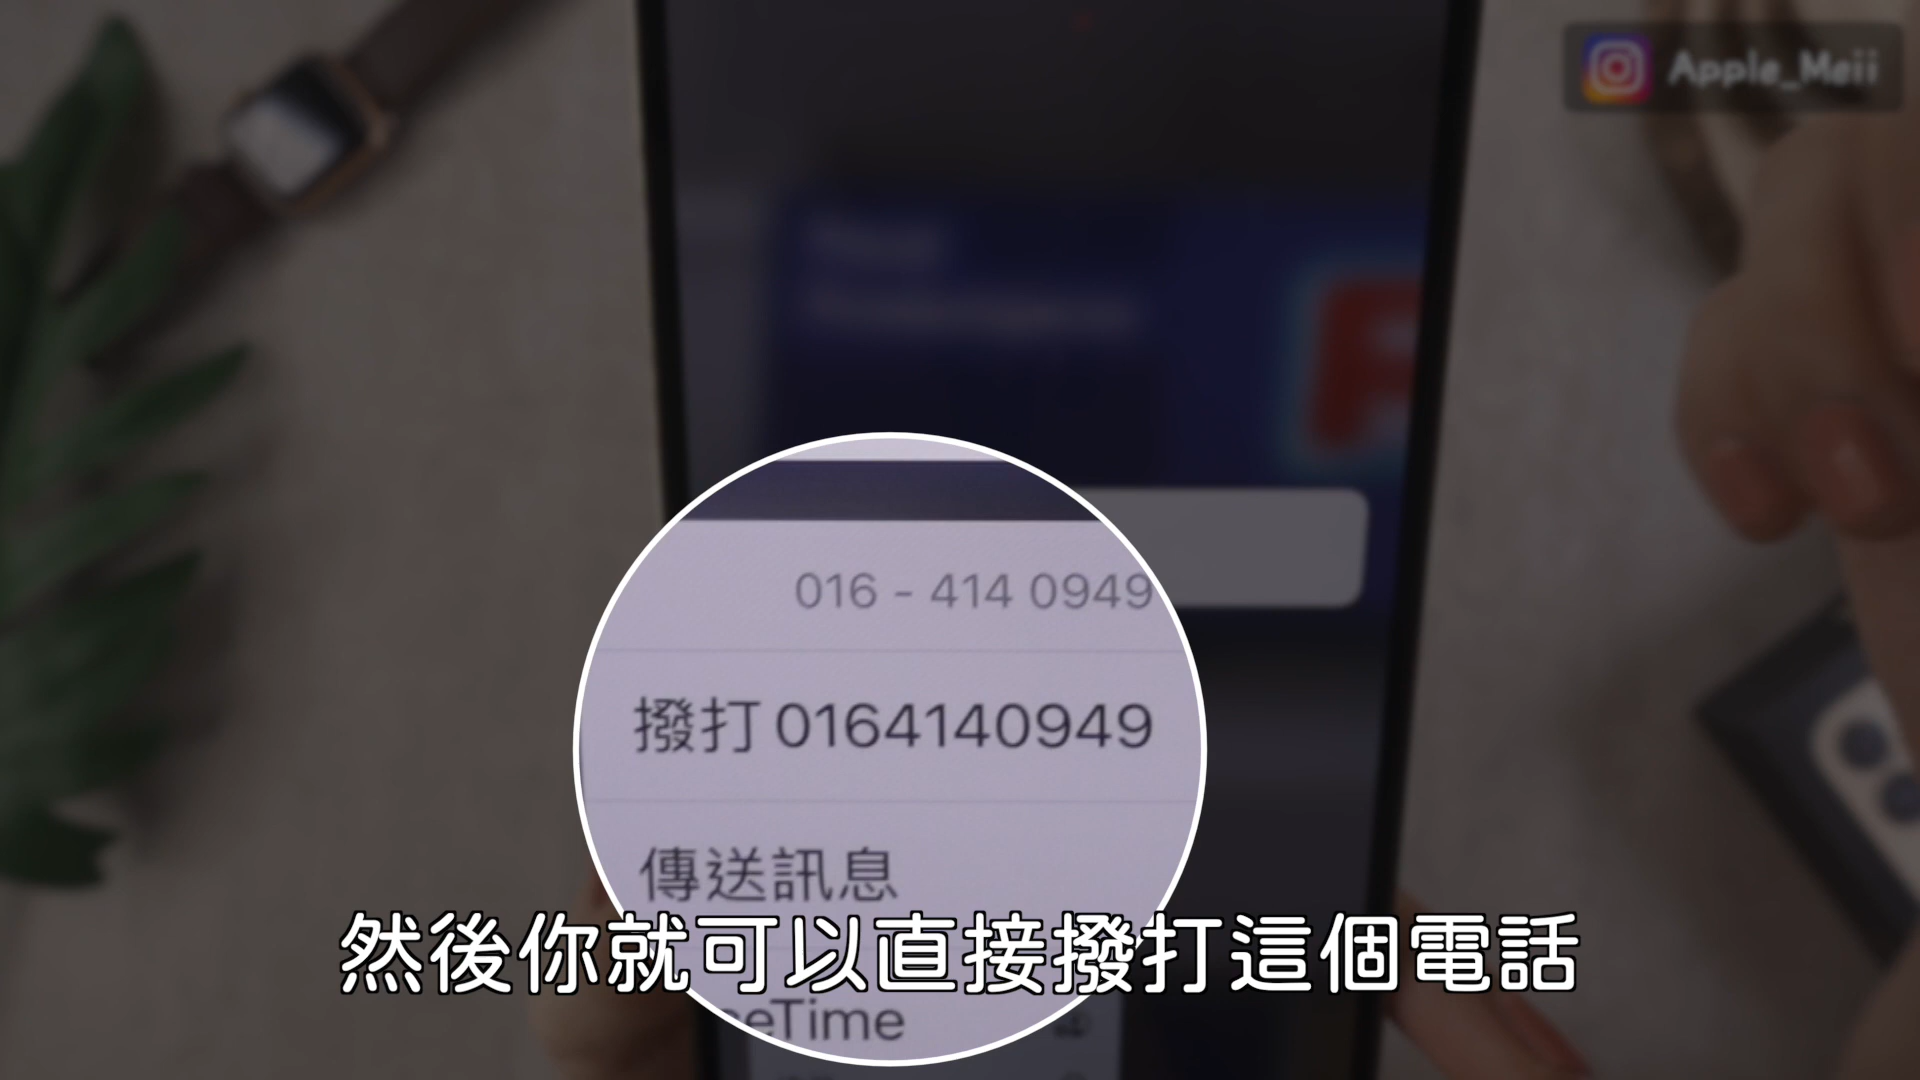 Apple_Meii
016 - 414 0949
撥打 0164140949
傳送訊息
然後你就可以直接撥打這個電話
eTime